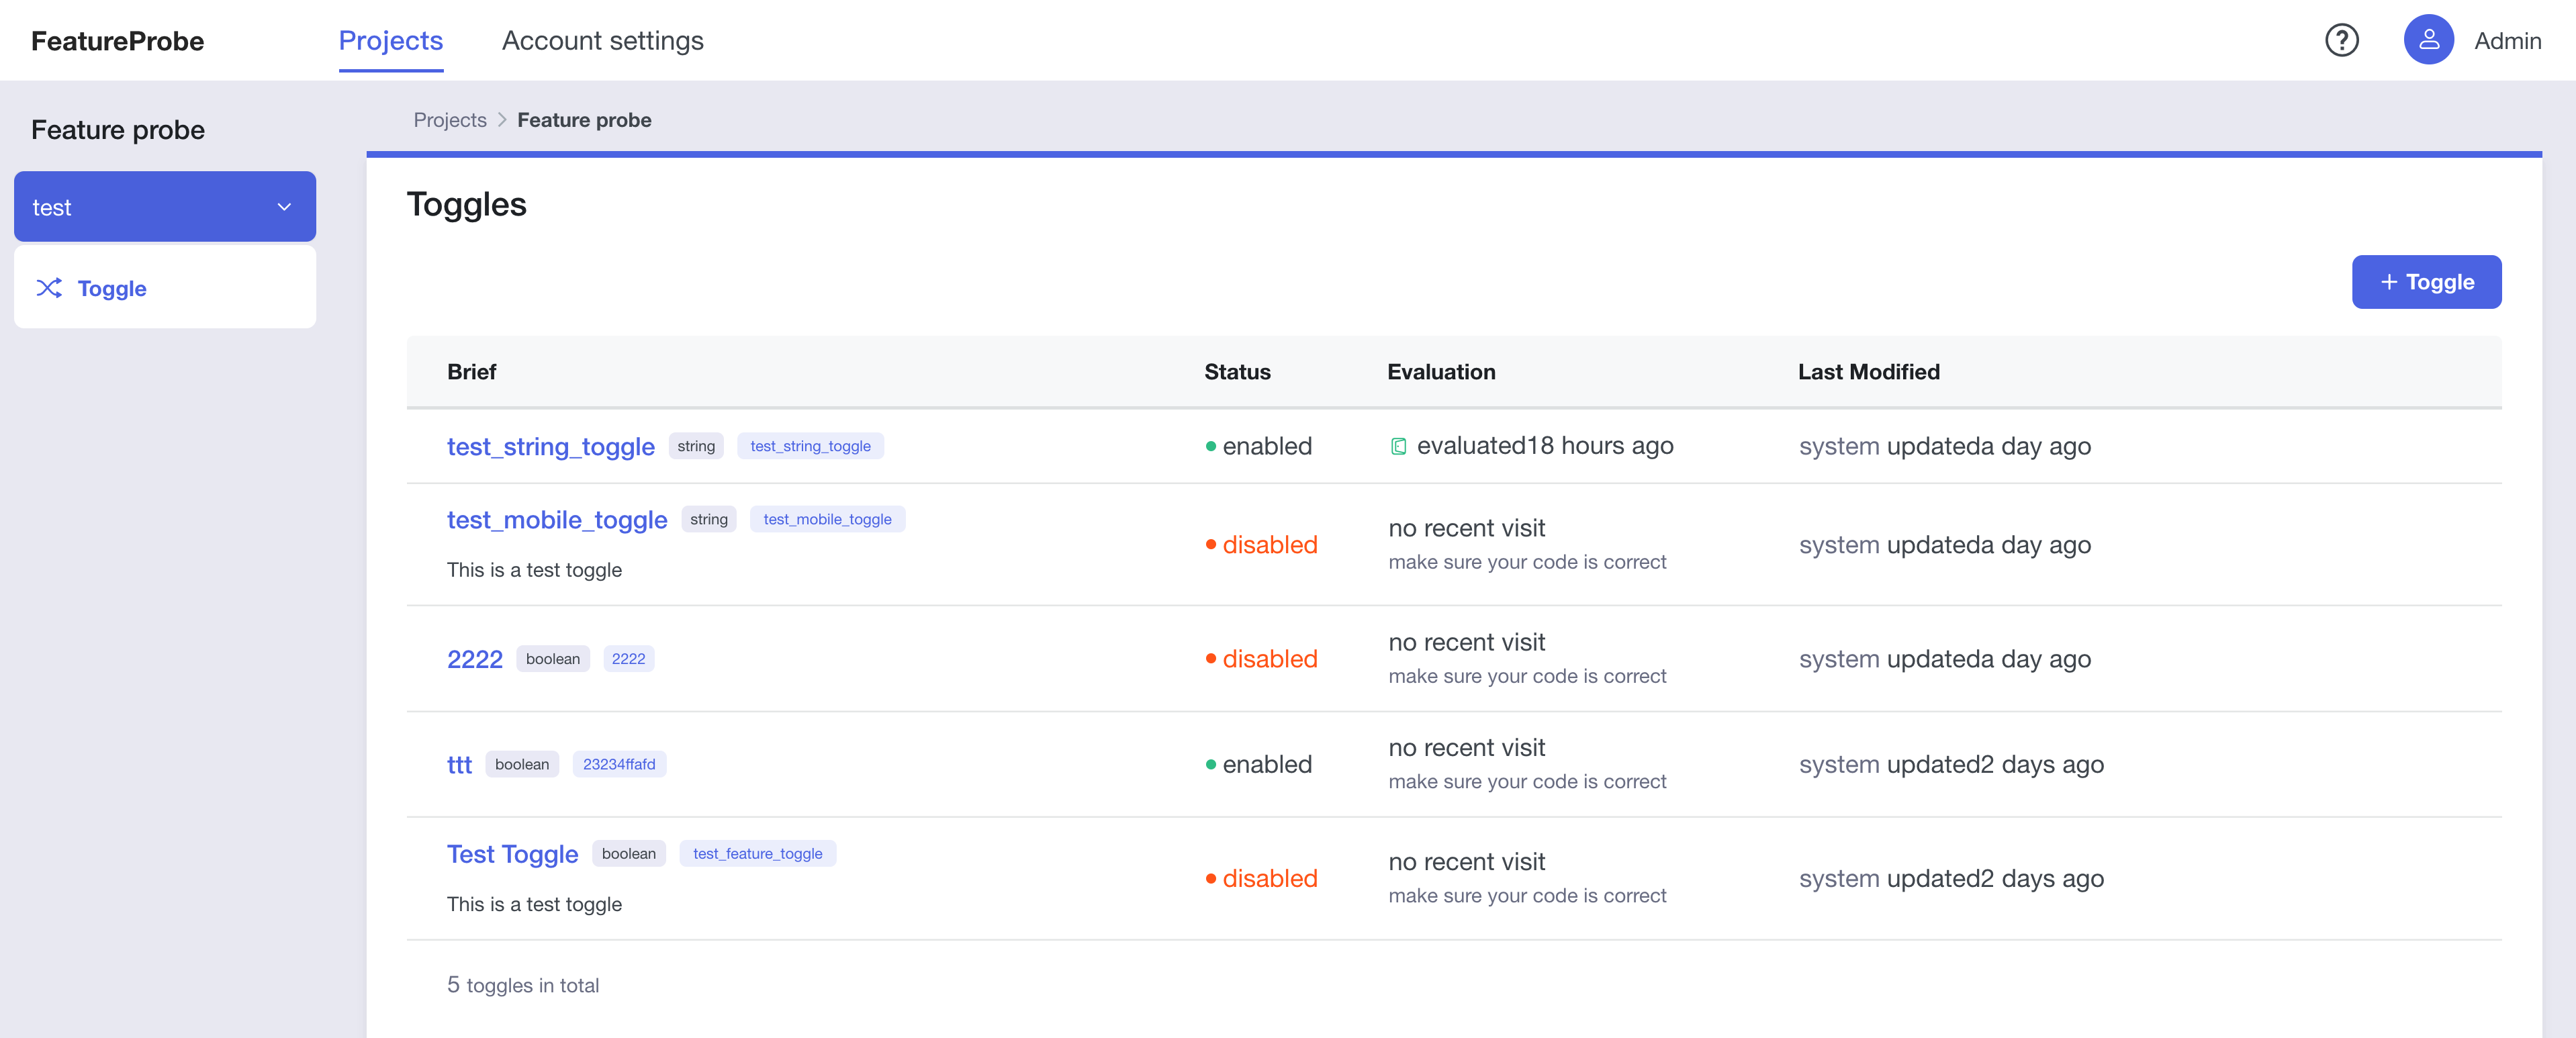 FeatureProbe Projects Account settings Admin
Feature probe
Projects > Feature probe
test
Toggle
Toggles
+ Toggle
Brief Status Evaluation Last Modified
test_string_toggle string test_string_toggle enabled evaluated18 hours ago system updateda day ago
test_mobile_toggle string test_mobile_toggle
This is a test toggle
disabled
no recent visit
make sure your code is correct
system updateda day ago
2222 boolean 2222
disabled
no recent visit
make sure your code is correct
system updateda day ago
ttt boolean 23234ffafd
enabled
no recent visit
make sure your code is correct
system updated2 days ago
Test Toggle boolean test_feature_toggle
This is a test toggle
disabled
no recent visit
make sure your code is correct
system updated2 days ago
5 toggles in total